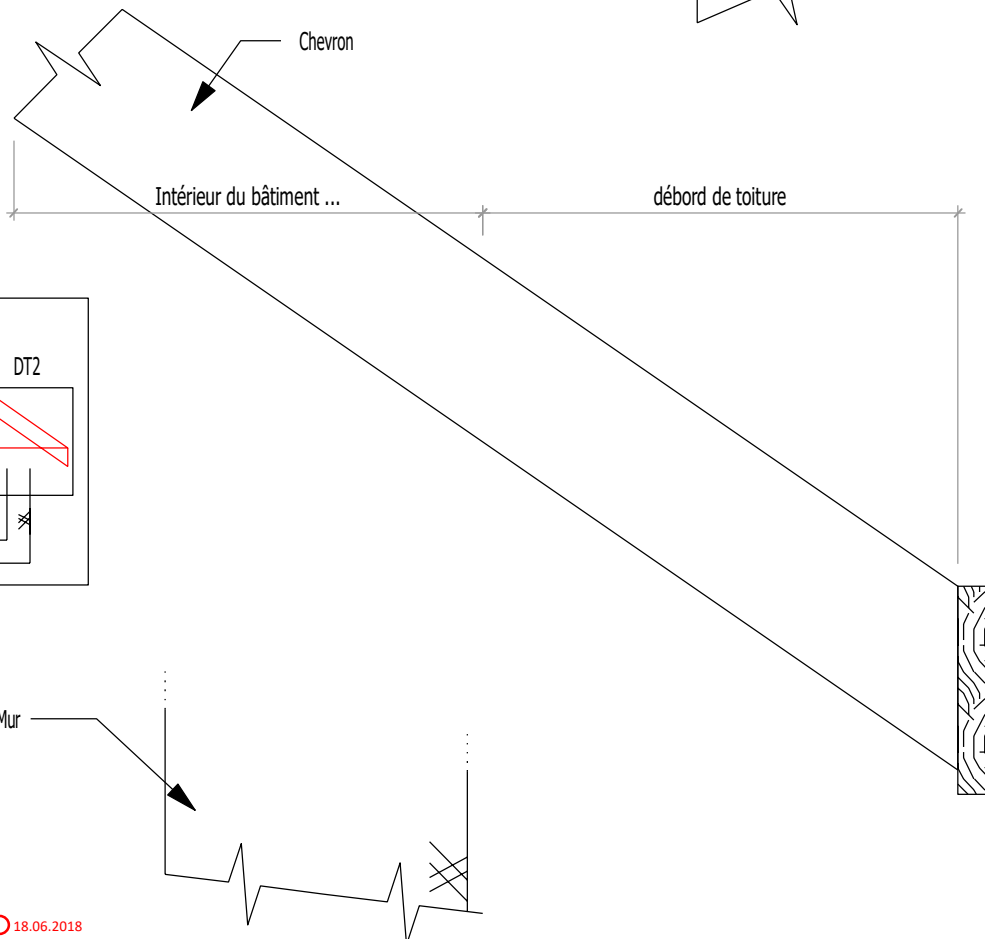 Chevron
Intérieur du bâtiment ...
débord de toiture
DT2
Mur
18.06.2018